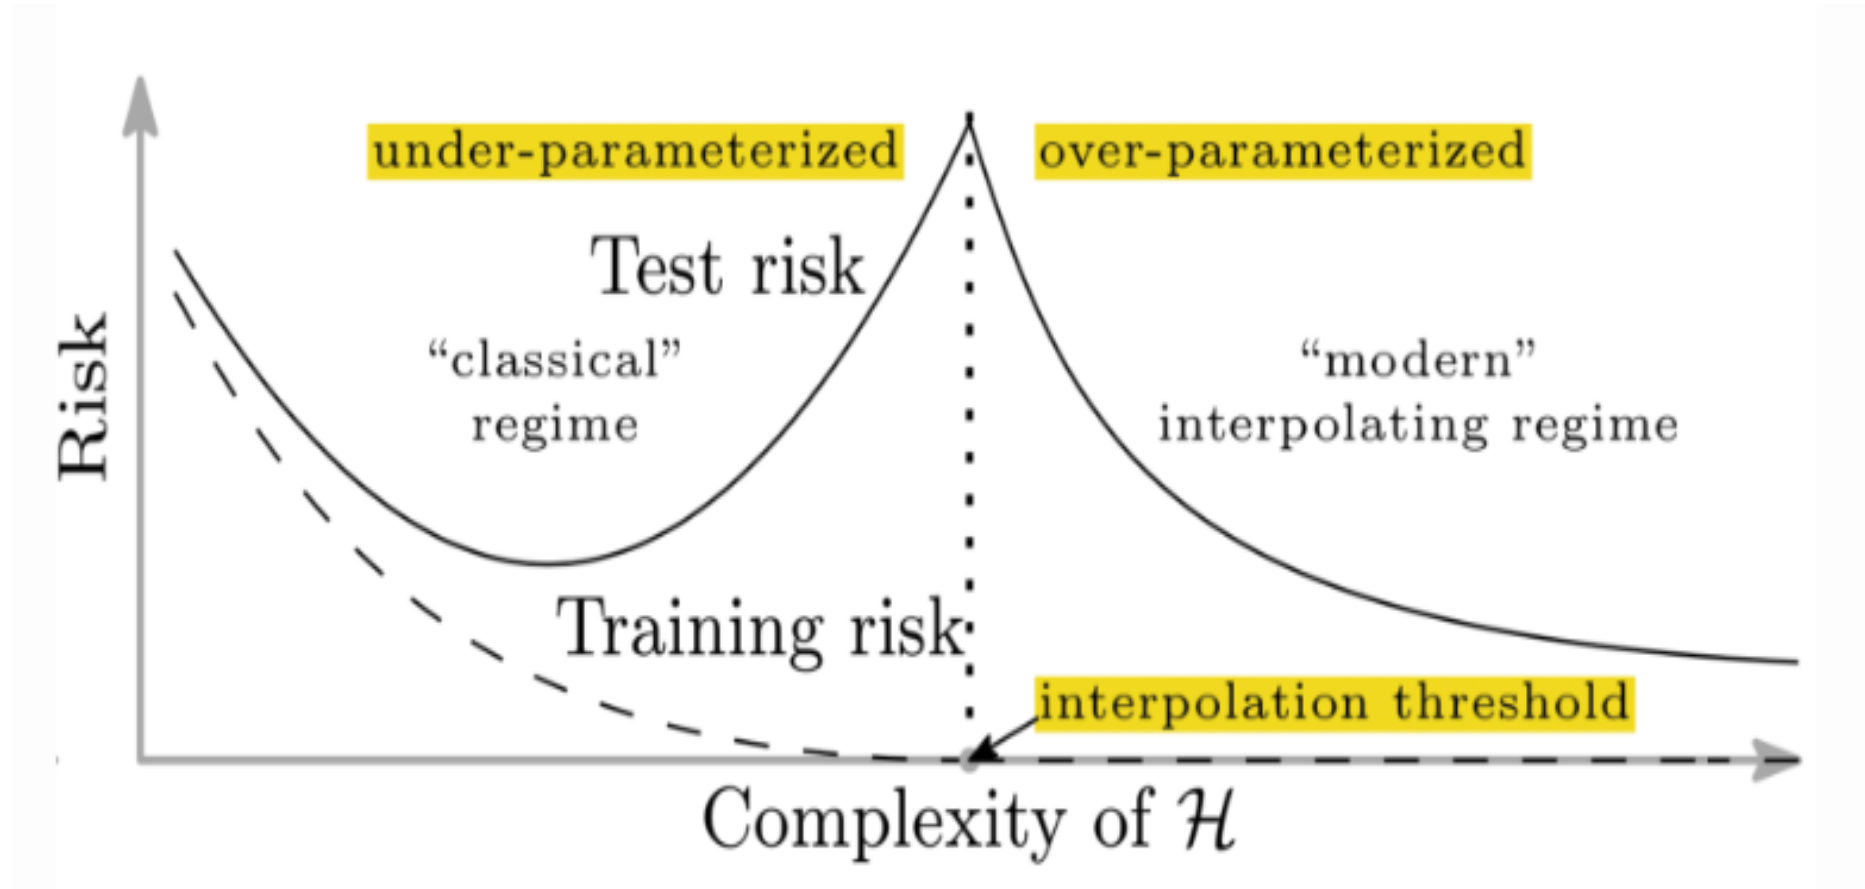 under-parameterized
over-parameterized
Test risk
“classical”
regime
“modern”
interpolating regime
Risk
Training risk
interpolation threshold
Complexity of ℋ